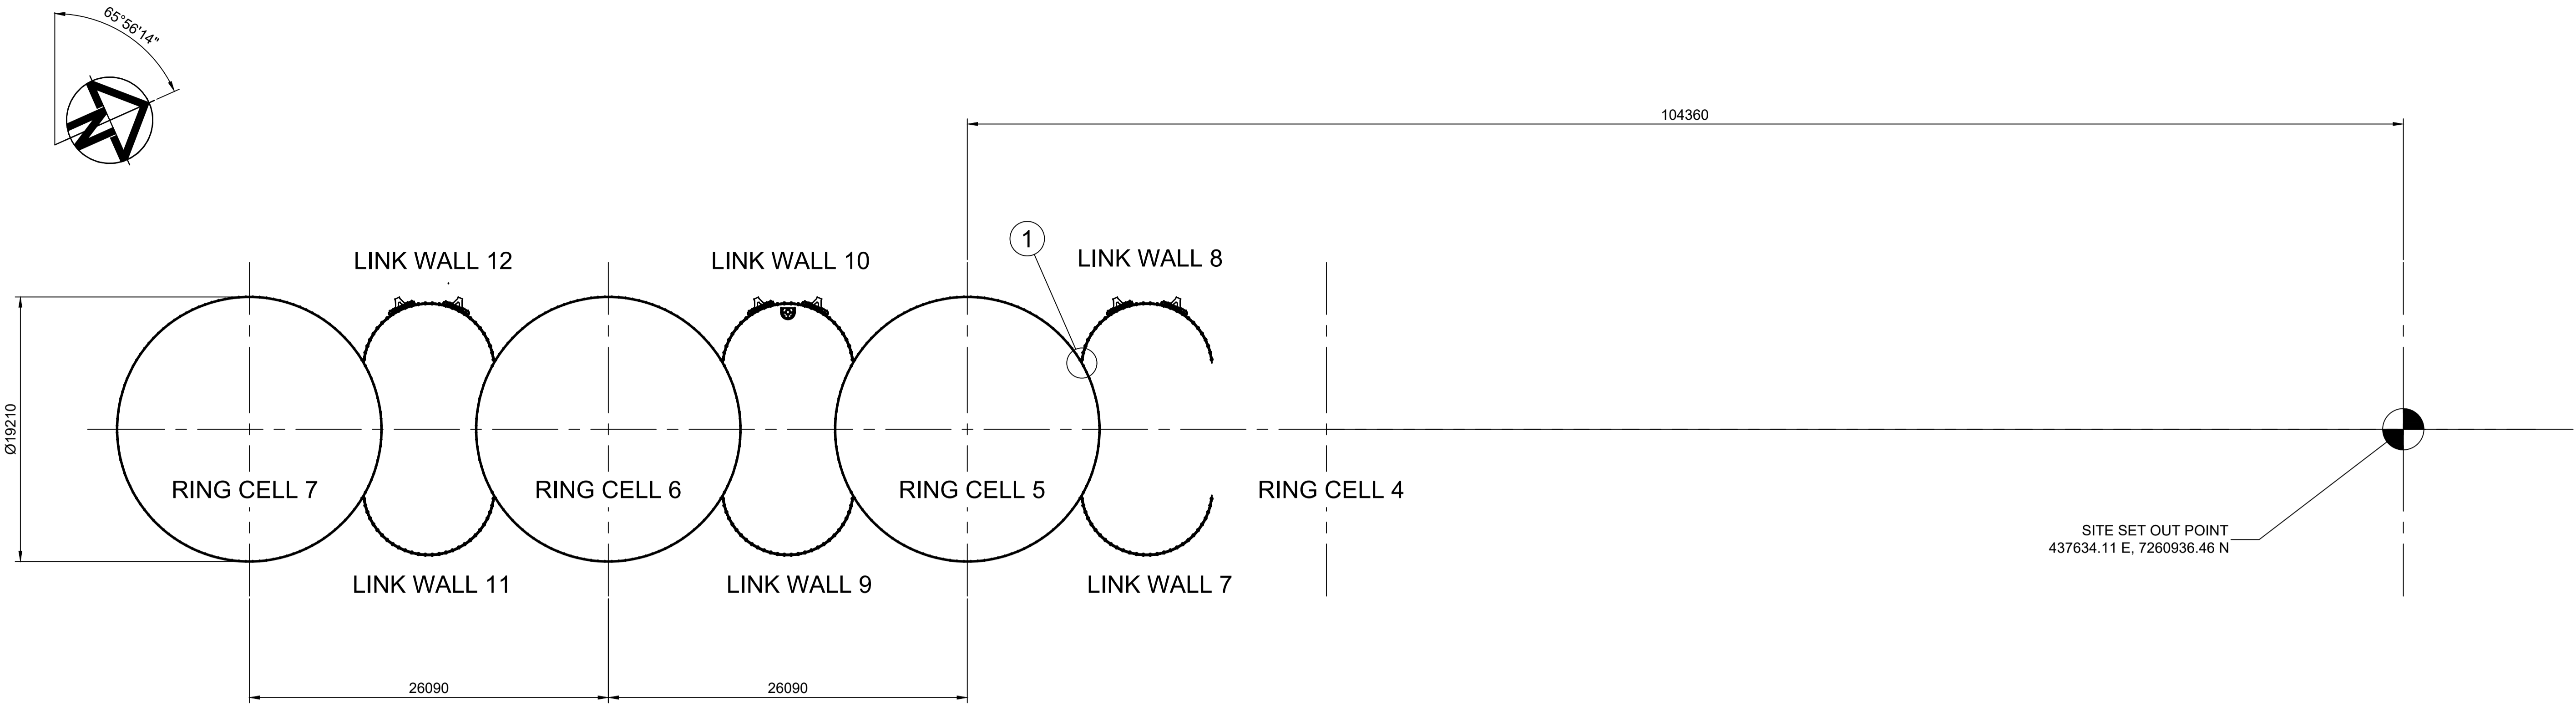 65°56'14"
N
104360
1
LINK WALL 12
LINK WALL 10
LINK WALL 8
Ø19210
RING CELL 7
RING CELL 6
RING CELL 5
RING CELL 4
SITE SET OUT POINT
437634.11 E, 7260936.46 N
LINK WALL 11
LINK WALL 9
LINK WALL 7
26090
26090